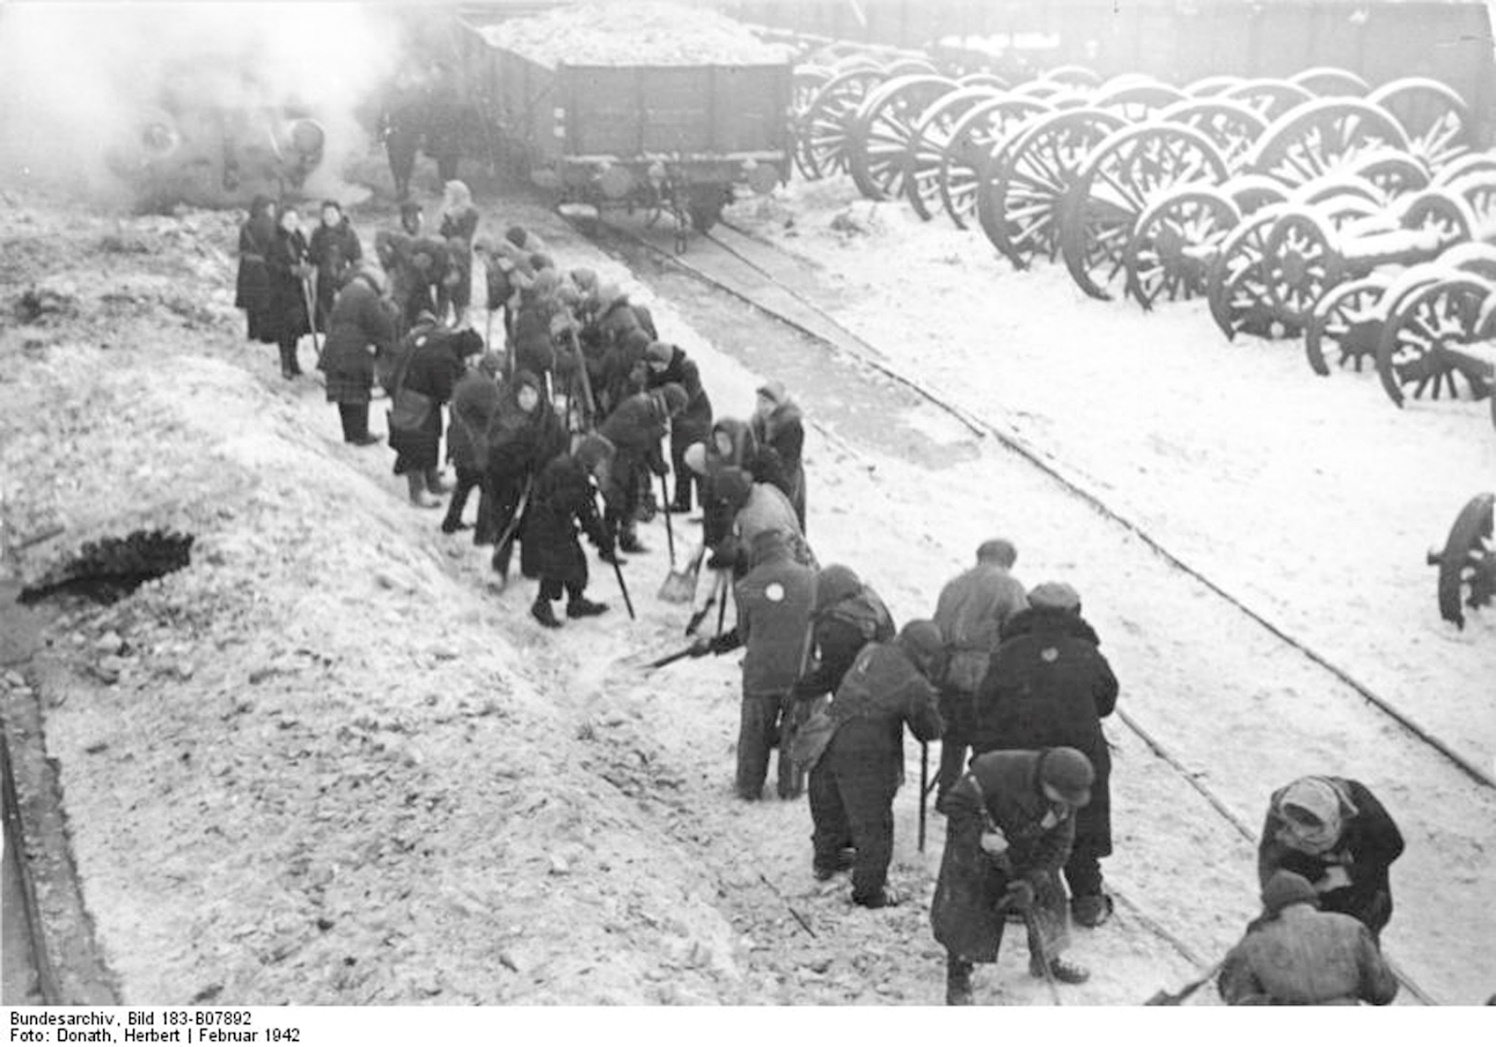 Bundesarchiv, Bild 183-B07892
Foto: Donath, Herbert | Februar 1942